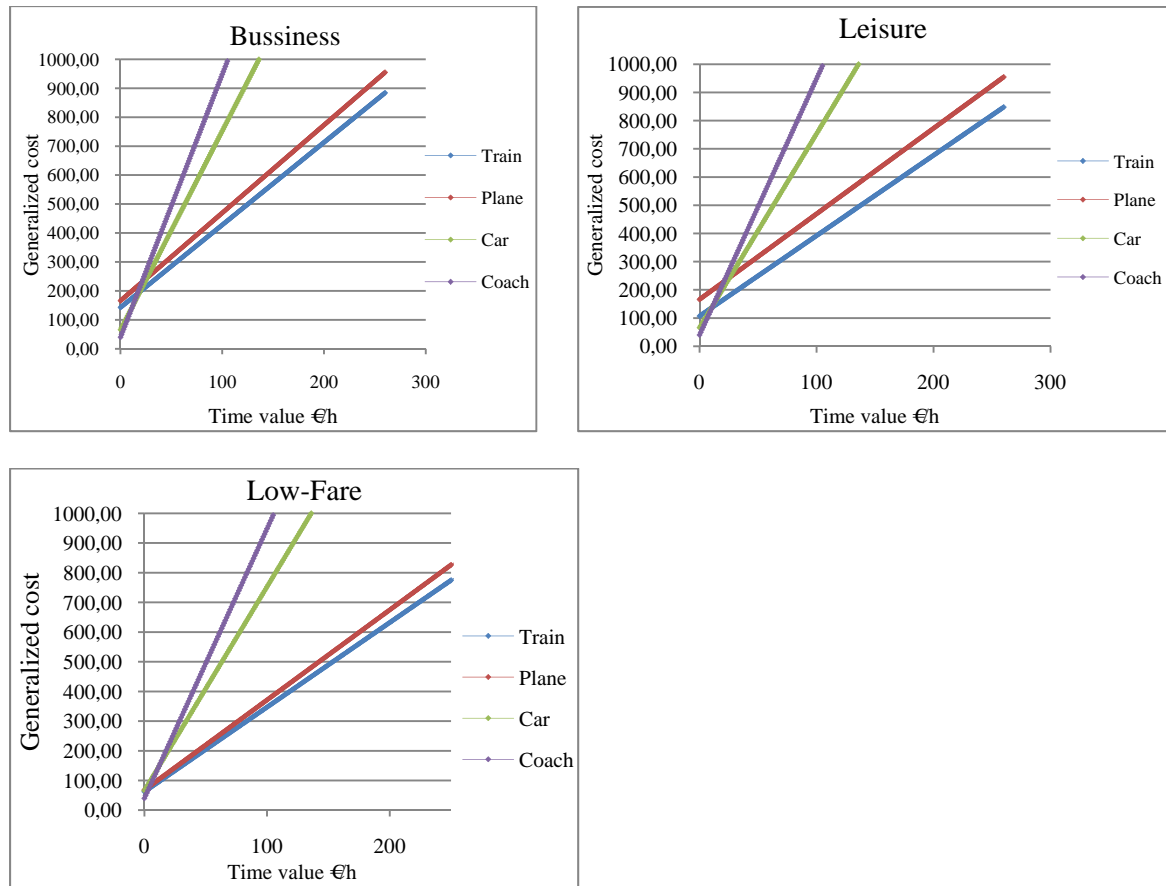 Bussiness
Generalized cost
1000,00
900,00
800,00
700,00
600,00
500,00
400,00
300,00
200,00
100,00
0,00
0 100 200 300
Time value €/h
Train
Plane
Car
Coach
Leisure
Generalized cost
1000,00
900,00
800,00
700,00
600,00
500,00
400,00
300,00
200,00
100,00
0,00
0 100 200 300
Time value €/h
Train
Plane
Car
Coach
Low-Fare
Generalized cost
1000,00
900,00
800,00
700,00
600,00
500,00
400,00
300,00
200,00
100,00
0,00
0 100 200
Time value €/h
Train
Plane
Car
Coach